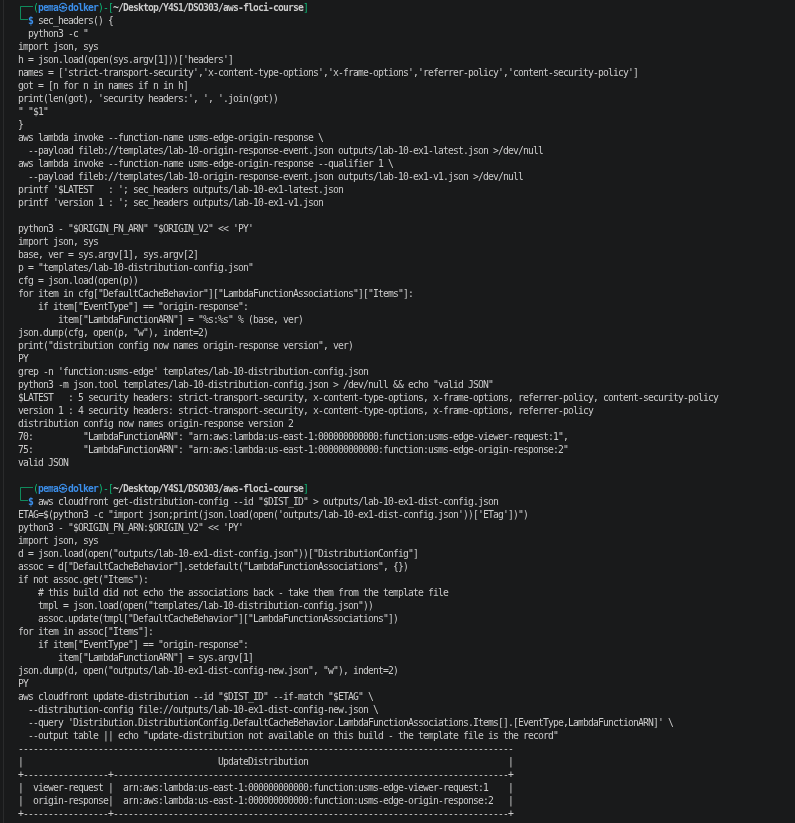 ┌──(pema㉿dolker)-[~/Desktop/Y4S1/DSO303/aws-floci-course]
└─$ sec_headers() {
  python3 -c "
import json, sys
h = json.load(open(sys.argv[1]))['headers']
names = ['strict-transport-security','x-content-type-options','x-frame-options','referrer-policy','content-security-policy']
got = [n for n in names if n in h]
print(len(got), 'security headers:', ', '.join(got))
" "$1"
}
aws lambda invoke --function-name usms-edge-origin-response \
  --payload fileb://templates/lab-10-origin-response-event.json outputs/lab-10-ex1-latest.json >/dev/null
aws lambda invoke --function-name usms-edge-origin-response --qualifier 1 \
  --payload fileb://templates/lab-10-origin-response-event.json outputs/lab-10-ex1-v1.json >/dev/null
printf '$LATEST   : '; sec_headers outputs/lab-10-ex1-latest.json
printf 'version 1 : '; sec_headers outputs/lab-10-ex1-v1.json

python3 - "$ORIGIN_FN_ARN" "$ORIGIN_V2" << 'PY'
import json, sys
base, ver = sys.argv[1], sys.argv[2]
p = "templates/lab-10-distribution-config.json"
cfg = json.load(open(p))
for item in cfg["DefaultCacheBehavior"]["LambdaFunctionAssociations"]["Items"]:
    if item["EventType"] == "origin-response":
        item["LambdaFunctionARN"] = "%s:%s" % (base, ver)
json.dump(cfg, open(p, "w"), indent=2)
print("distribution config now names origin-response version", ver)
PY
grep -n 'function:usms-edge' templates/lab-10-distribution-config.json
python3 -m json.tool templates/lab-10-distribution-config.json > /dev/null && echo "valid JSON"
$LATEST   : 5 security headers: strict-transport-security, x-content-type-options, x-frame-options, referrer-policy, content-security-policy
version 1 : 4 security headers: strict-transport-security, x-content-type-options, x-frame-options, referrer-policy
distribution config now names origin-response version 2
70:          "LambdaFunctionARN": "arn:aws:lambda:us-east-1:000000000000:function:usms-edge-viewer-request:1",
75:          "LambdaFunctionARN": "arn:aws:lambda:us-east-1:000000000000:function:usms-edge-origin-response:2"
valid JSON

┌──(pema㉿dolker)-[~/Desktop/Y4S1/DSO303/aws-floci-course]
└─$ aws cloudfront get-distribution-config --id "$DIST_ID" > outputs/lab-10-ex1-dist-config.json
ETAG=$(python3 -c "import json;print(json.load(open('outputs/lab-10-ex1-dist-config.json'))['ETag'])")
python3 - "$ORIGIN_FN_ARN:$ORIGIN_V2" << 'PY'
import json, sys
d = json.load(open("outputs/lab-10-ex1-dist-config.json"))["DistributionConfig"]
assoc = d["DefaultCacheBehavior"].setdefault("LambdaFunctionAssociations", {})
if not assoc.get("Items"):
    # this build did not echo the associations back - take them from the template file
    tmpl = json.load(open("templates/lab-10-distribution-config.json"))
    assoc.update(tmpl["DefaultCacheBehavior"]["LambdaFunctionAssociations"])
for item in assoc["Items"]:
    if item["EventType"] == "origin-response":
        item["LambdaFunctionARN"] = sys.argv[1]
json.dump(d, open("outputs/lab-10-ex1-dist-config-new.json", "w"), indent=2)
PY
aws cloudfront update-distribution --id "$DIST_ID" --if-match "$ETAG" \
  --distribution-config file://outputs/lab-10-ex1-dist-config-new.json \
  --query 'Distribution.DistributionConfig.DefaultCacheBehavior.LambdaFunctionAssociations.Items[].[EventType,LambdaFunctionARN]' \
  --output table || echo "update-distribution not available on this build - the template file is the record"
---------------------------------------------------------------------------------------------------
|                                       UpdateDistribution                                        |
+-----------------+-------------------------------------------------------------------------------+
|  viewer-request |  arn:aws:lambda:us-east-1:000000000000:function:usms-edge-viewer-request:1    |
|  origin-response|  arn:aws:lambda:us-east-1:000000000000:function:usms-edge-origin-response:2   |
+-----------------+-------------------------------------------------------------------------------+